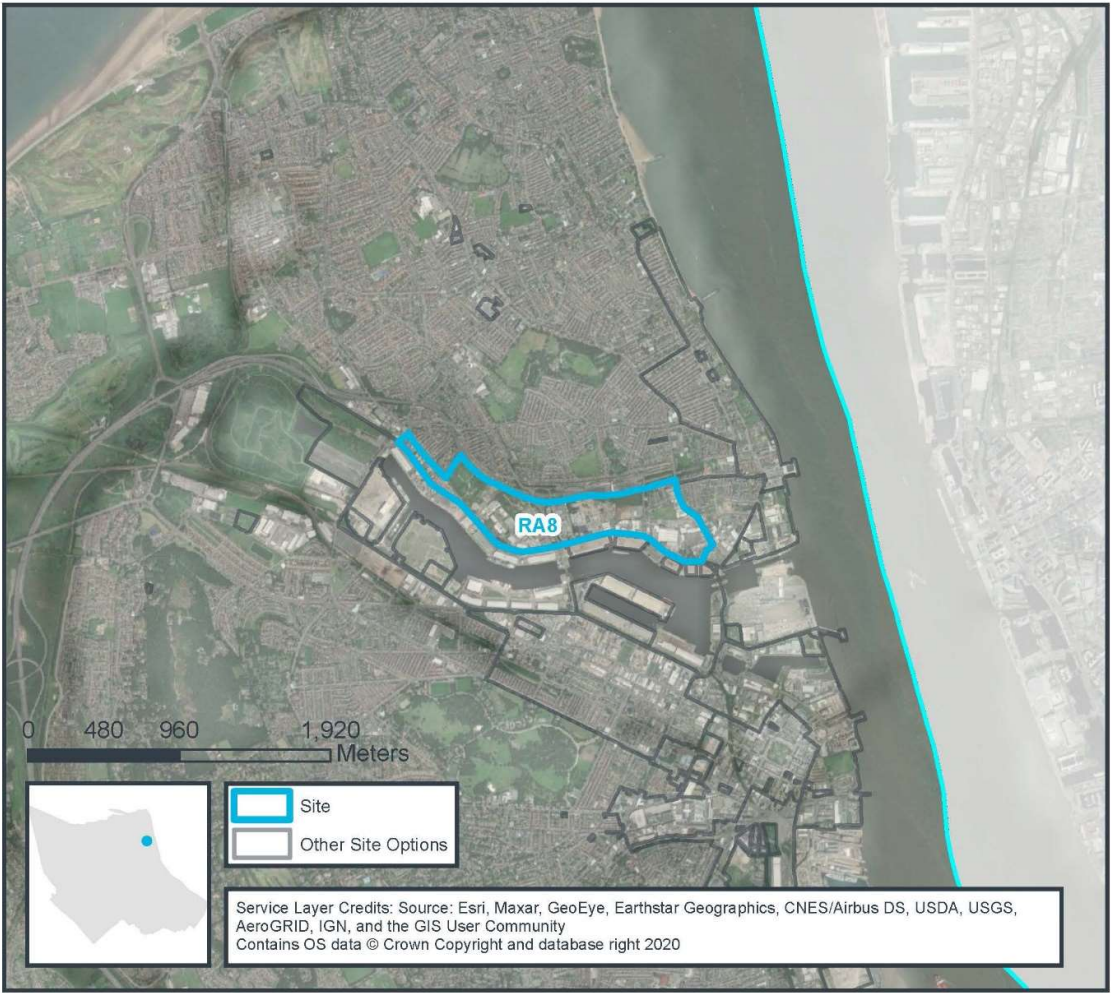 RA8
0 480 960 1,920
Meters
Site
Other Site Options
Service Layer Credits: Source: Esri, Maxar, GeoEye, Earthstar Geographics, CNES/Airbus DS, USDA, USGS,
AeroGRID, IGN, and the GIS User Community
Contains OS data © Crown Copyright and database right 2020